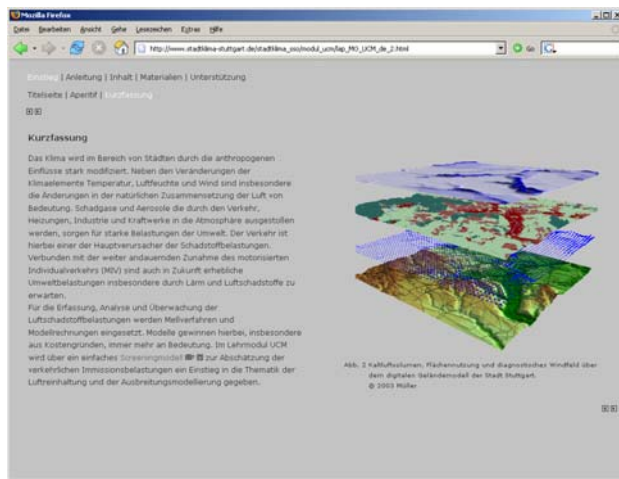 Mozilla Firefox
Datei Bearbeiten Ansicht Gehe Lesezeichen Extras Hilfe
http://www.stadtklima-stuttgart.de/stadtklima_sso/modul_ucm/lap_MO_UCM_de_2.html Go
Einstieg | Anleitung | Inhalt | Materialien | Unterstützung
Titelseite | Aperitif | Kurzfassung
Kurzfassung
Das Klima wird im Bereich von Städten durch die anthropogenen
Einflüsse stark modifiziert. Neben den Veränderungen der
Klimaelemente Temperatur, Luftfeuchte und Wind sind insbesondere
die Änderungen in der natürlichen Zusammensetzung der Luft von
Bedeutung. Schadgase und Aerosole die durch den Verkehr,
Heizungen, Industrie und Kraftwerke in die Atmosphäre ausgestoßen
werden, sorgen für starke Belastungen der Umwelt. Der Verkehr ist
hierbei einer der Hauptverursacher der Schadstoffbelastungen.
Verbunden mit der weiter andauernden Zunahme des motorisierten
Individualverkehrs (MIV) sind auch in Zukunft erhebliche
Umweltbelastungen insbesondere durch Lärm und Luftschadstoffe zu
erwarten.
Für die Erfassung, Analyse und Überwachung der
Luftschadstoffbelastungen werden Meßverfahren und
Modellrechnungen eingesetzt. Modelle gewinnen hierbei, insbesondere
aus Kostengründen, immer mehr an Bedeutung. Im Lehrmodul UCM
wird über ein einfaches Screeningmodell zur Abschätzung der
verkehrlichen Immissionsbelastungen ein Einstieg in die Thematik der
Luftreinhaltung und der Ausbreitungsmodellierung gegeben.
Abb. 2 Kaltluftvolumen, Flächennutzung und diagnostisches Windfeld über
dem digitalen Geländemodell der Stadt Stuttgart.
© 2003 Müller